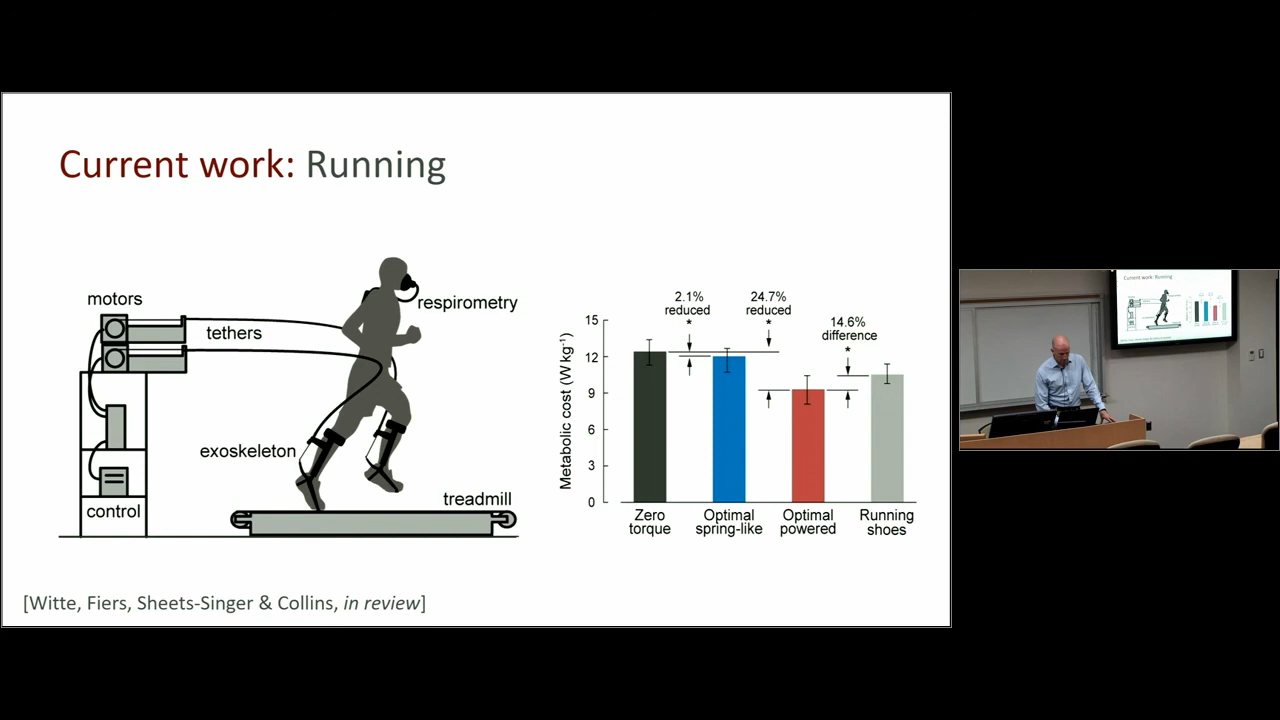 Current work: Running
motors
tethers
respirometry
exoskeleton
treadmill
control
2.1%
reduced
*
24.7%
reduced
*
14.6%
difference
*
Metabolic cost (W kg⁻¹)
15
12
9
6
3
0
Zero
torque
Optimal
spring-like
Optimal
powered
Running
shoes
[Witte, Fiers, Sheets-Singer & Collins, in review]
Current work: Running